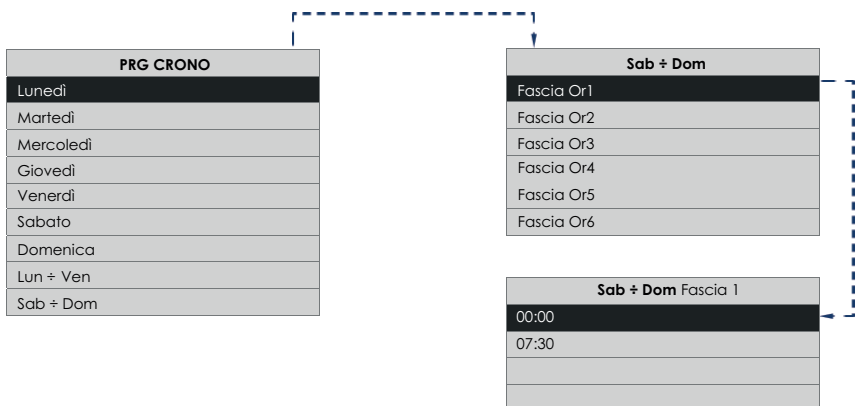 PRG CRONO
Lunedì
Martedì
Mercoledì
Giovedì
Venerdì
Sabato
Domenica
Lun ÷ Ven
Sab ÷ Dom
Sab ÷ Dom
Fascia Or1
Fascia Or2
Fascia Or3
Fascia Or4
Fascia Or5
Fascia Or6
Sab ÷ Dom Fascia 1
00:00
07:30